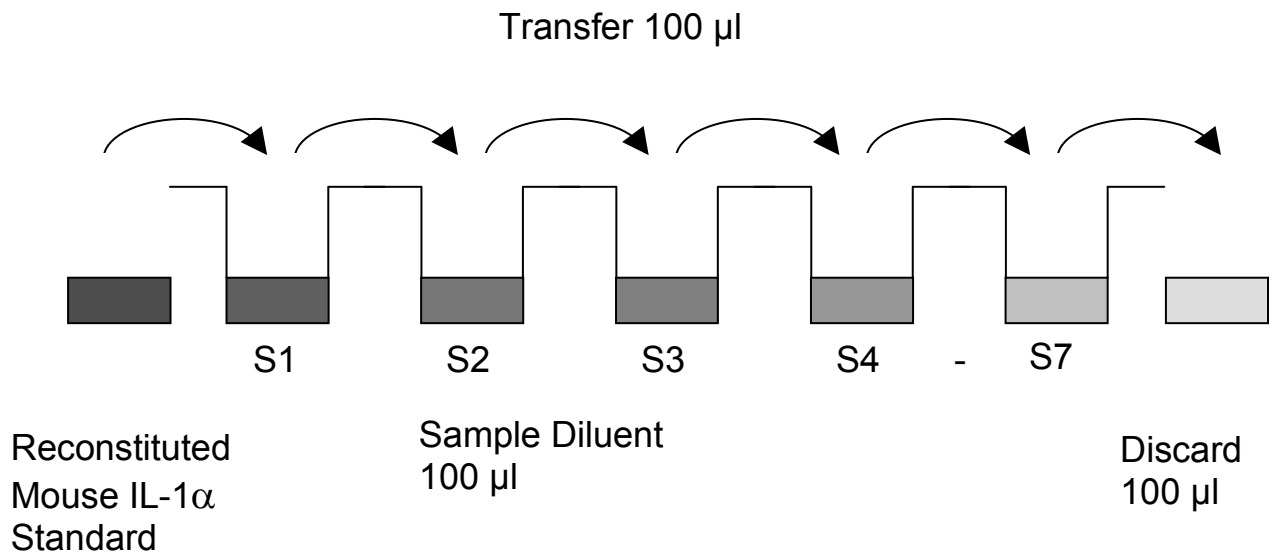 Transfer 100 µl
S1 S2 S3 S4 - S7
Reconstituted
Mouse IL-1α
Standard
Sample Diluent
100 µl
Discard
100 µl